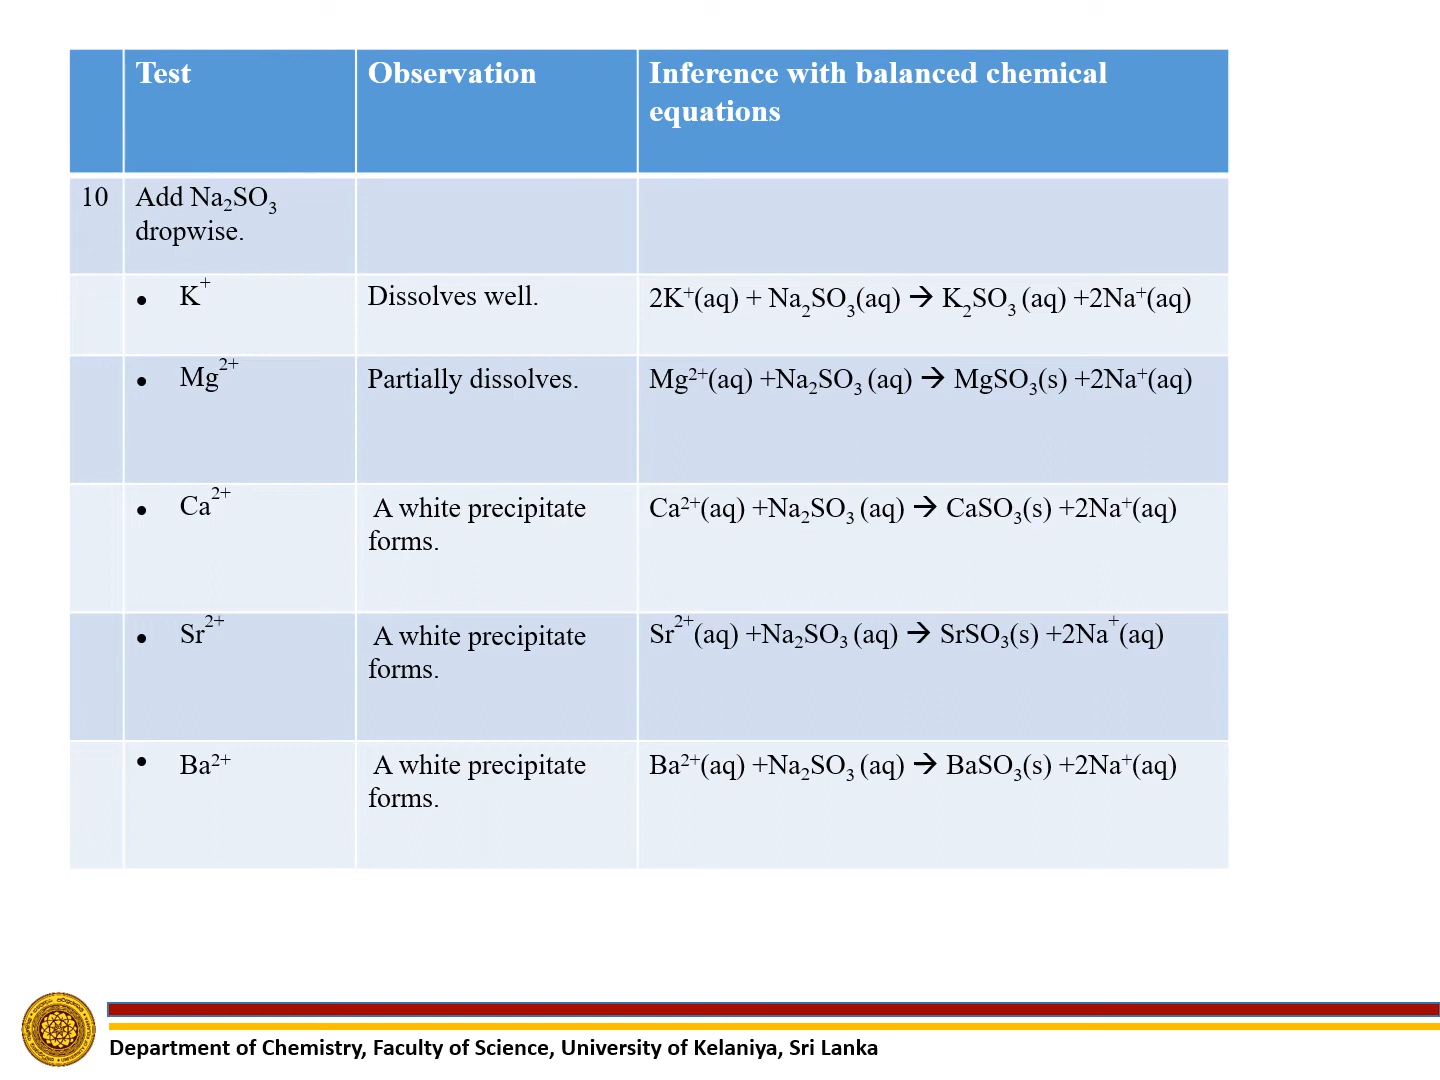 Test Observation Inference with balanced chemical
equations
10 Add Na₂SO₃
dropwise.
• K⁺ Dissolves well. 2K⁺(aq) + Na₂SO₃(aq) → K₂SO₃ (aq) +2Na⁺(aq)
• Mg²⁺ Partially dissolves. Mg²⁺(aq) +Na₂SO₃ (aq) → MgSO₃(s) +2Na⁺(aq)
• Ca²⁺ A white precipitate Ca²⁺(aq) +Na₂SO₃ (aq) → CaSO₃(s) +2Na⁺(aq)
forms.
• Sr²⁺ A white precipitate Sr²⁺(aq) +Na₂SO₃ (aq) → SrSO₃(s) +2Na⁺(aq)
forms.
• Ba²⁺ A white precipitate Ba²⁺(aq) +Na₂SO₃ (aq) → BaSO₃(s) +2Na⁺(aq)
forms.
Department of Chemistry, Faculty of Science, University of Kelaniya, Sri Lanka